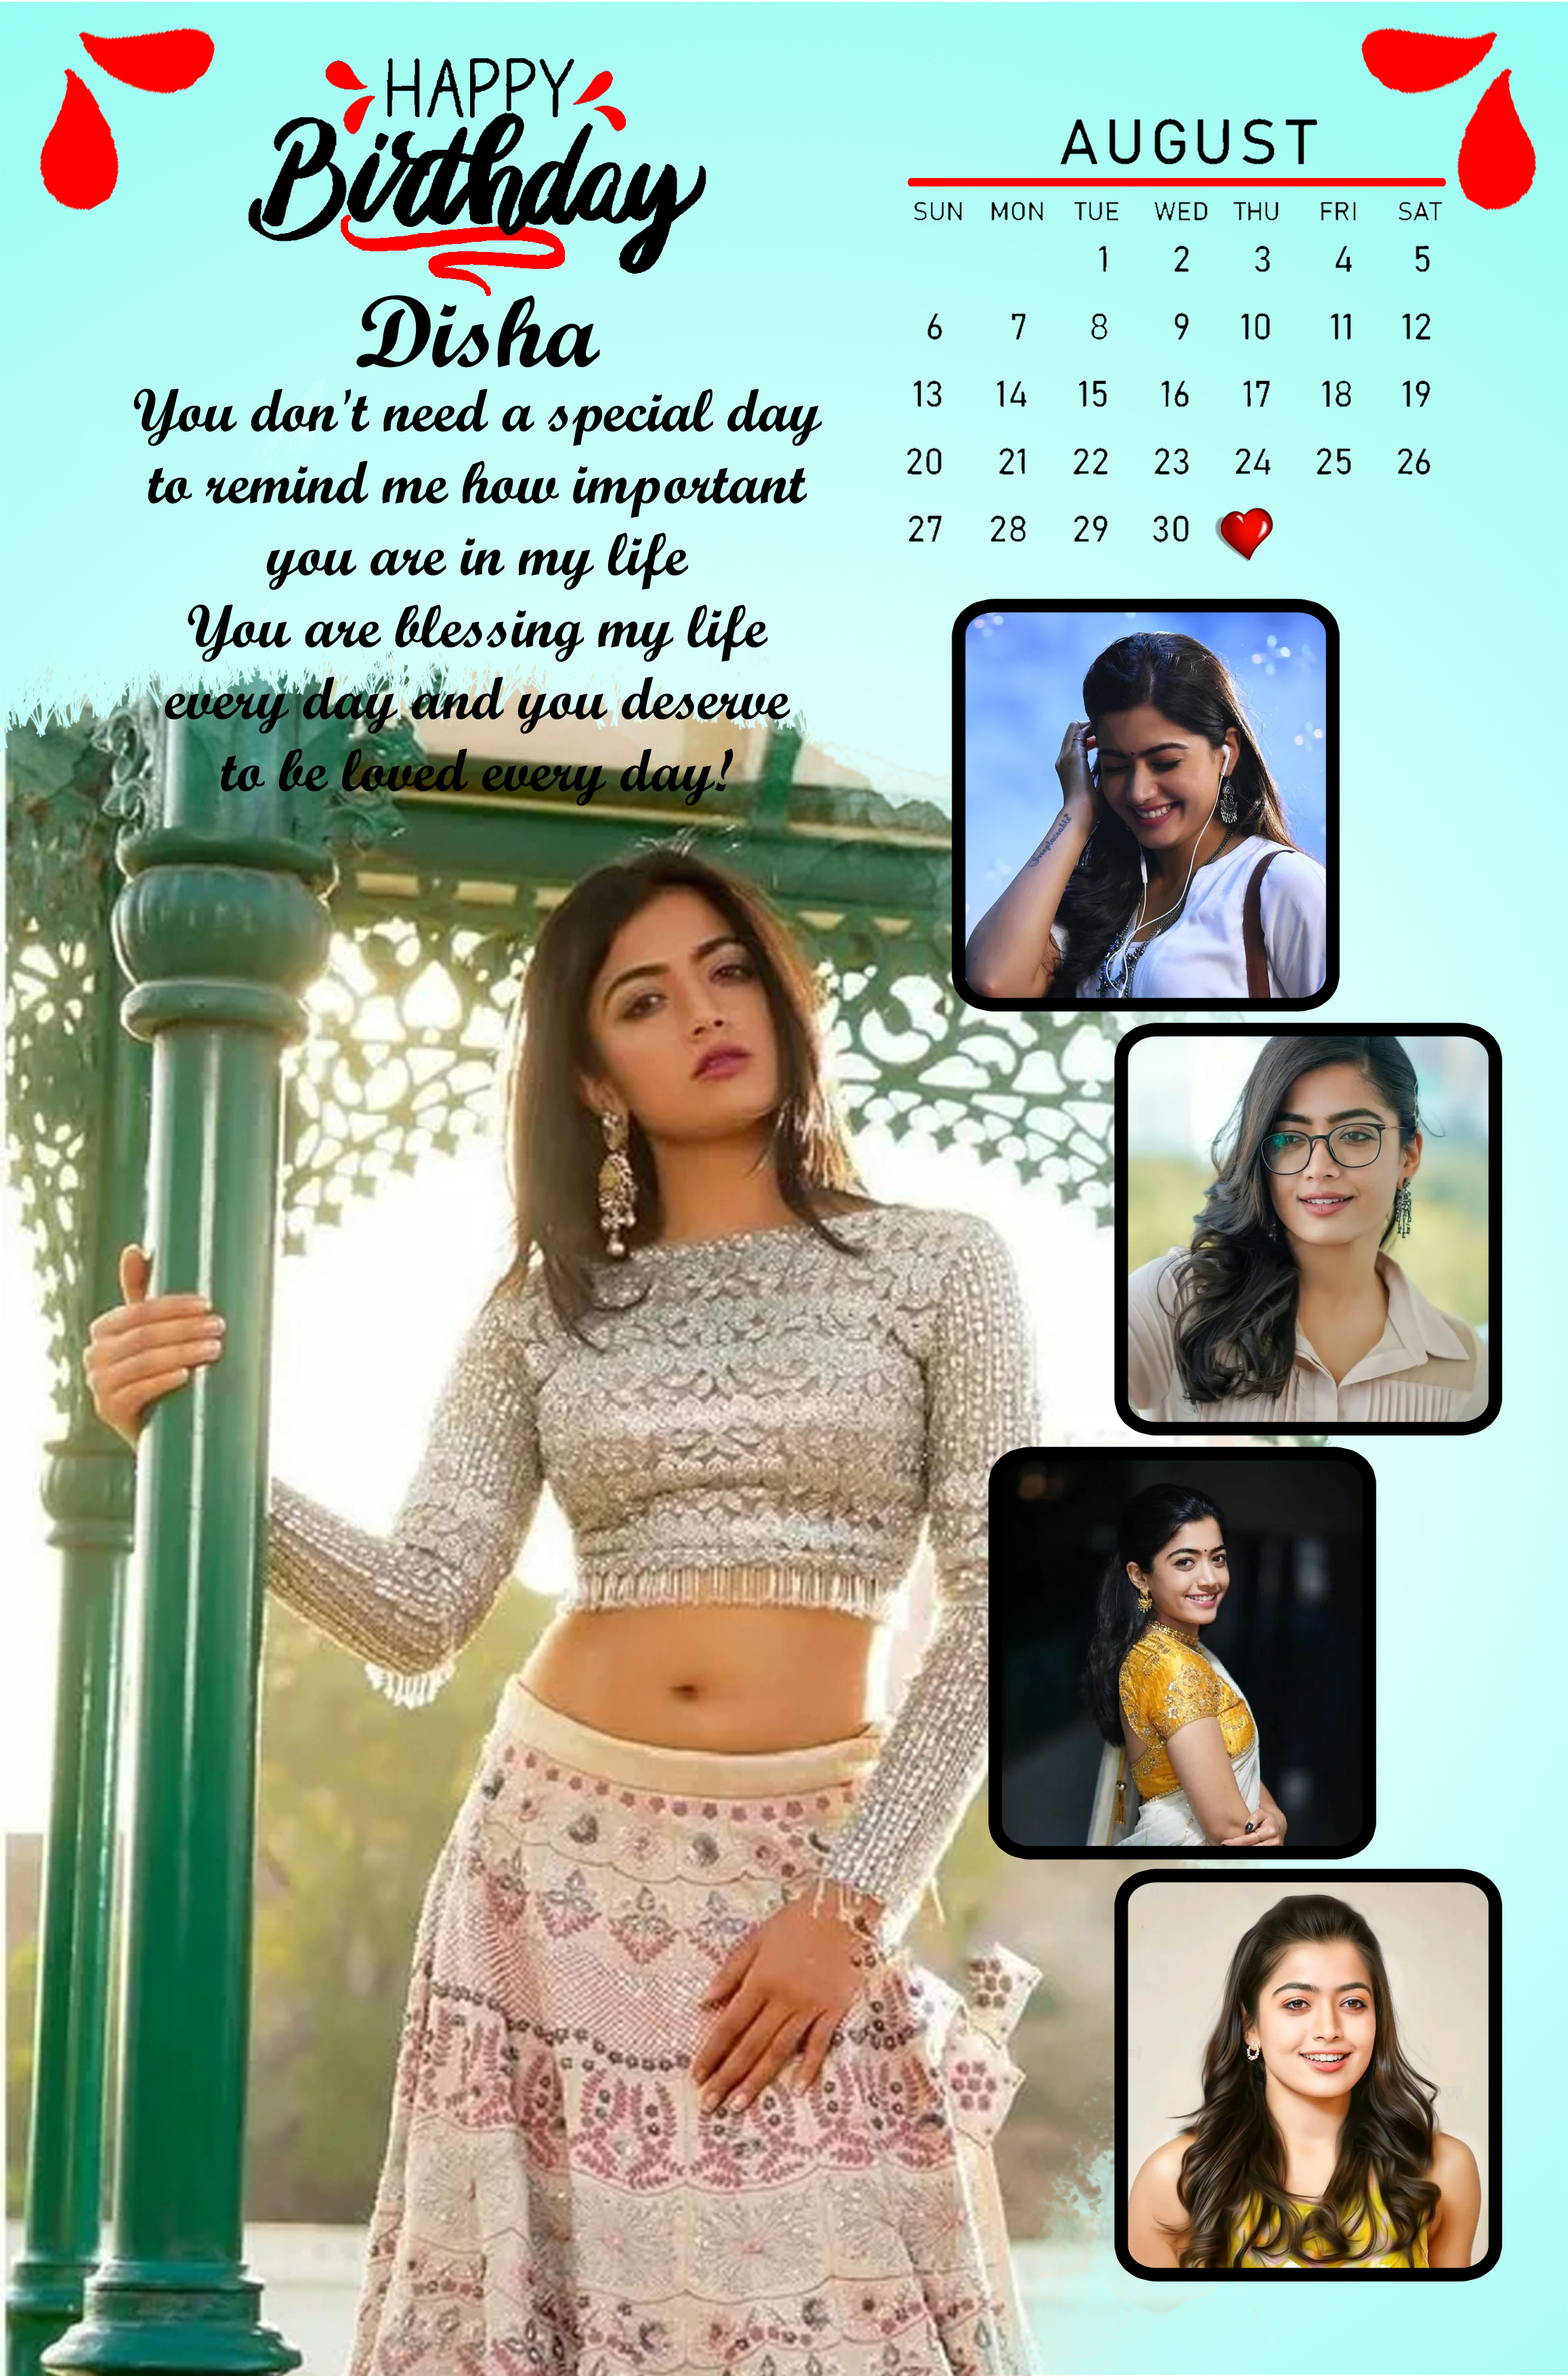 HAPPY
Birthday
Disha
You don't need a special day
to remind me how important
you are in my life
You are blessing my life
every day and you deserve
to be loved every day!
AUGUST
SUN MON TUE WED THU FRI SAT
1 2 3 4 5
6 7 8 9 10 11 12
13 14 15 16 17 18 19
20 21 22 23 24 25 26
27 28 29 30
Irreplaceable